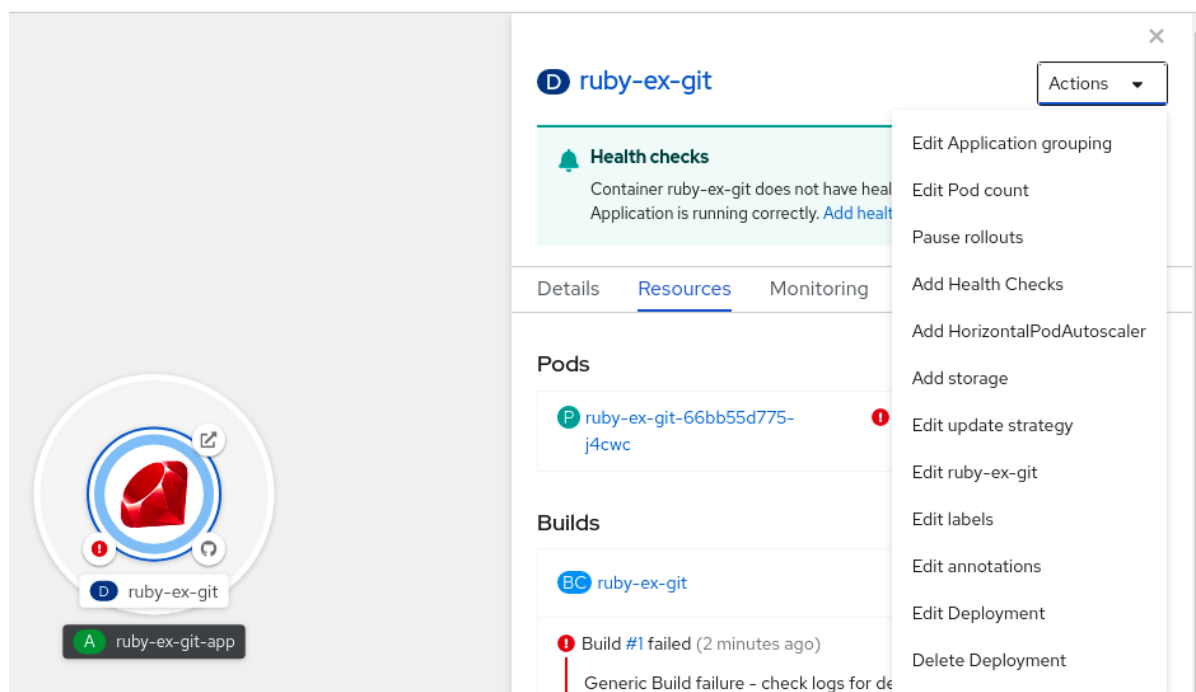 D ruby-ex-git
Actions
Health checks
Container ruby-ex-git does not have heal
Application is running correctly. Add healt
Details Resources Monitoring
Pods
P ruby-ex-git-66bb55d775-
j4cwc
Builds
BC ruby-ex-git
Build #1 failed (2 minutes ago)
Generic Build failure - check logs for de
Edit Application grouping
Edit Pod count
Pause rollouts
Add Health Checks
Add HorizontalPodAutoscaler
Add storage
Edit update strategy
Edit ruby-ex-git
Edit labels
Edit annotations
Edit Deployment
Delete Deployment
D ruby-ex-git
A ruby-ex-git-app